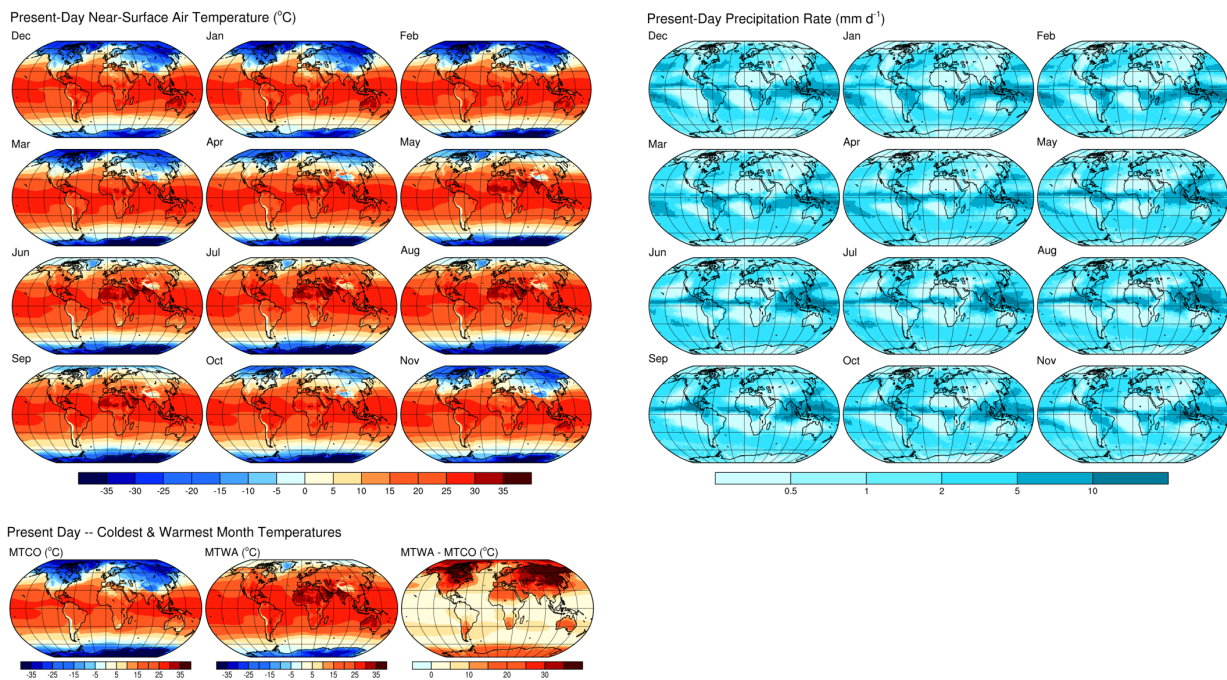 Present-Day Near-Surface Air Temperature (°C)
Dec Jan Feb
Mar Apr May
Jun Jul Aug
Sep Oct Nov
-35 -30 -25 -20 -15 -10 -5 0 5 10 15 20 25 30 35
Present-Day Precipitation Rate (mm d⁻¹)
Dec Jan Feb
Mar Apr May
Jun Jul Aug
Sep Oct Nov
0.5 1 2 5 10
Present Day -- Coldest & Warmest Month Temperatures
MTCO (°C) MTWA (°C) MTWA - MTCO (°C)
-35 -25 -15 -5 5 15 25 35
-35 -25 -15 -5 5 15 25 35
0 10 20 30